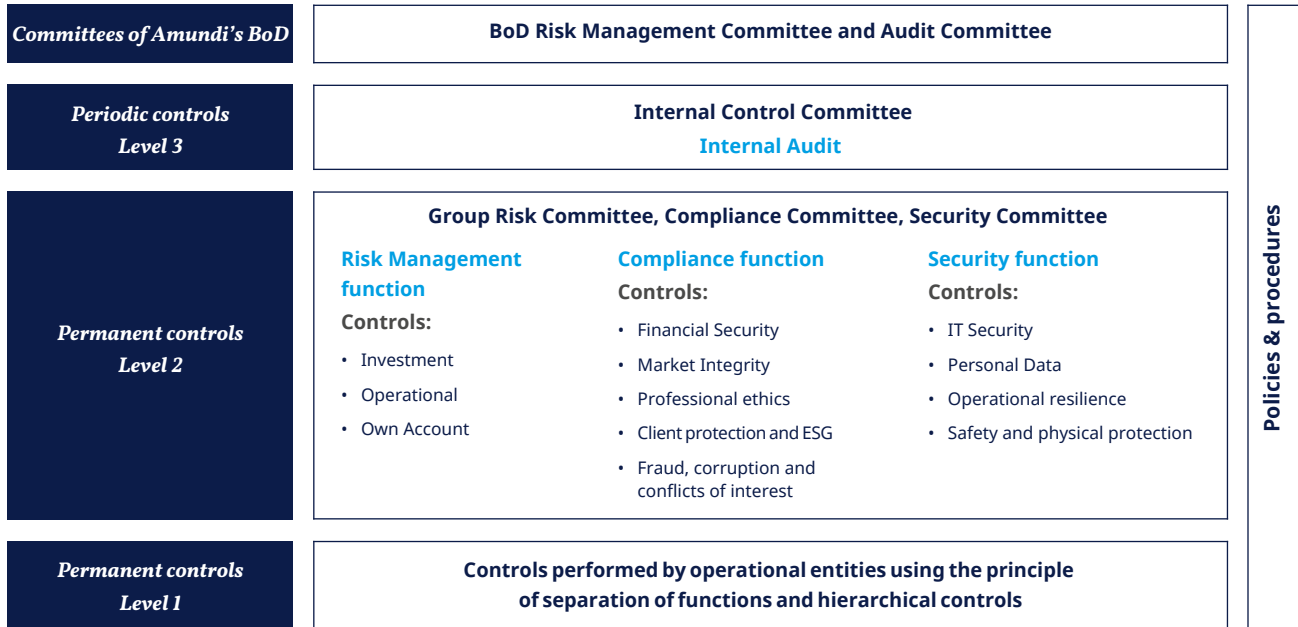 Committees of Amundi's BoD
BoD Risk Management Committee and Audit Committee
Periodic controls
Level 3
Internal Control Committee
Internal Audit
Permanent controls
Level 2
Group Risk Committee, Compliance Committee, Security Committee
Risk Management
function
Controls:
• Investment
• Operational
• Own Account
Compliance function
Controls:
• Financial Security
• Market Integrity
• Professional ethics
• Client protection and ESG
• Fraud, corruption and
conflicts of interest
Security function
Controls:
• IT Security
• Personal Data
• Operational resilience
• Safety and physical protection
Permanent controls
Level 1
Controls performed by operational entities using the principle
of separation of functions and hierarchical controls
Policies & procedures